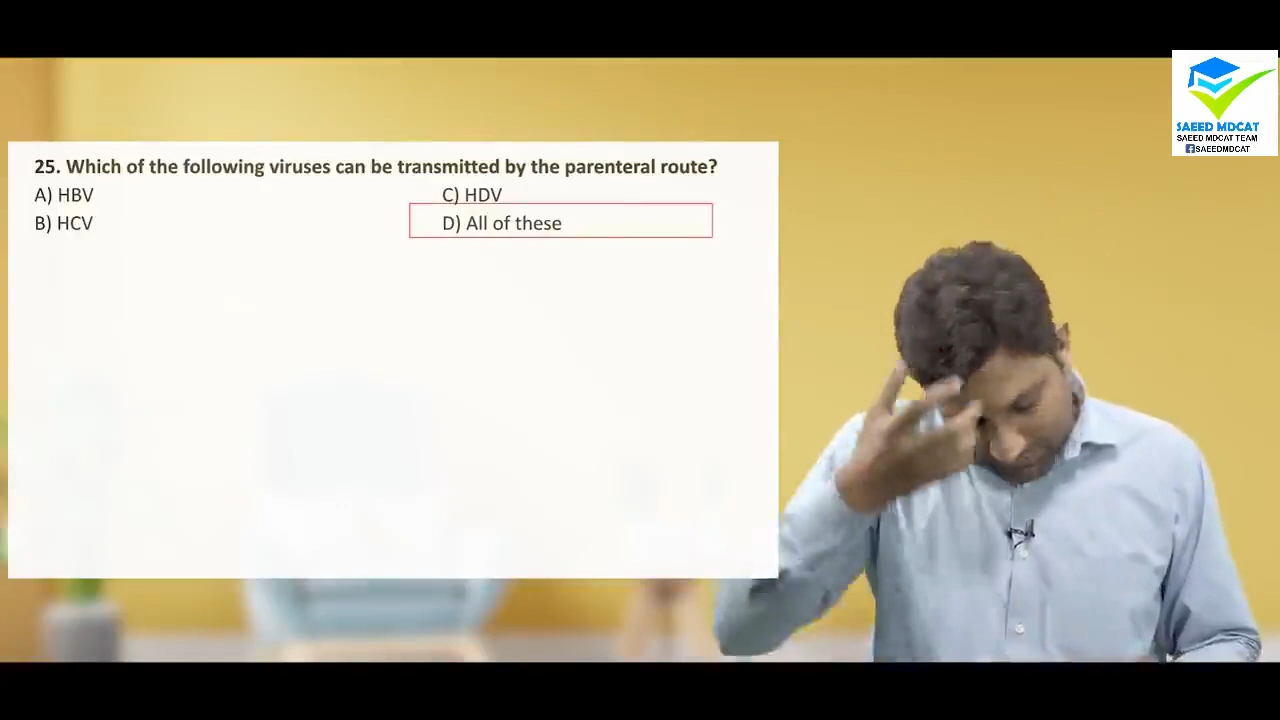 SAEED MDCAT
SAEED MDCAT TEAM
SAEEDMDCAT
25. Which of the following viruses can be transmitted by the parenteral route?
A) HBV
C) HDV
B) HCV
D) All of these